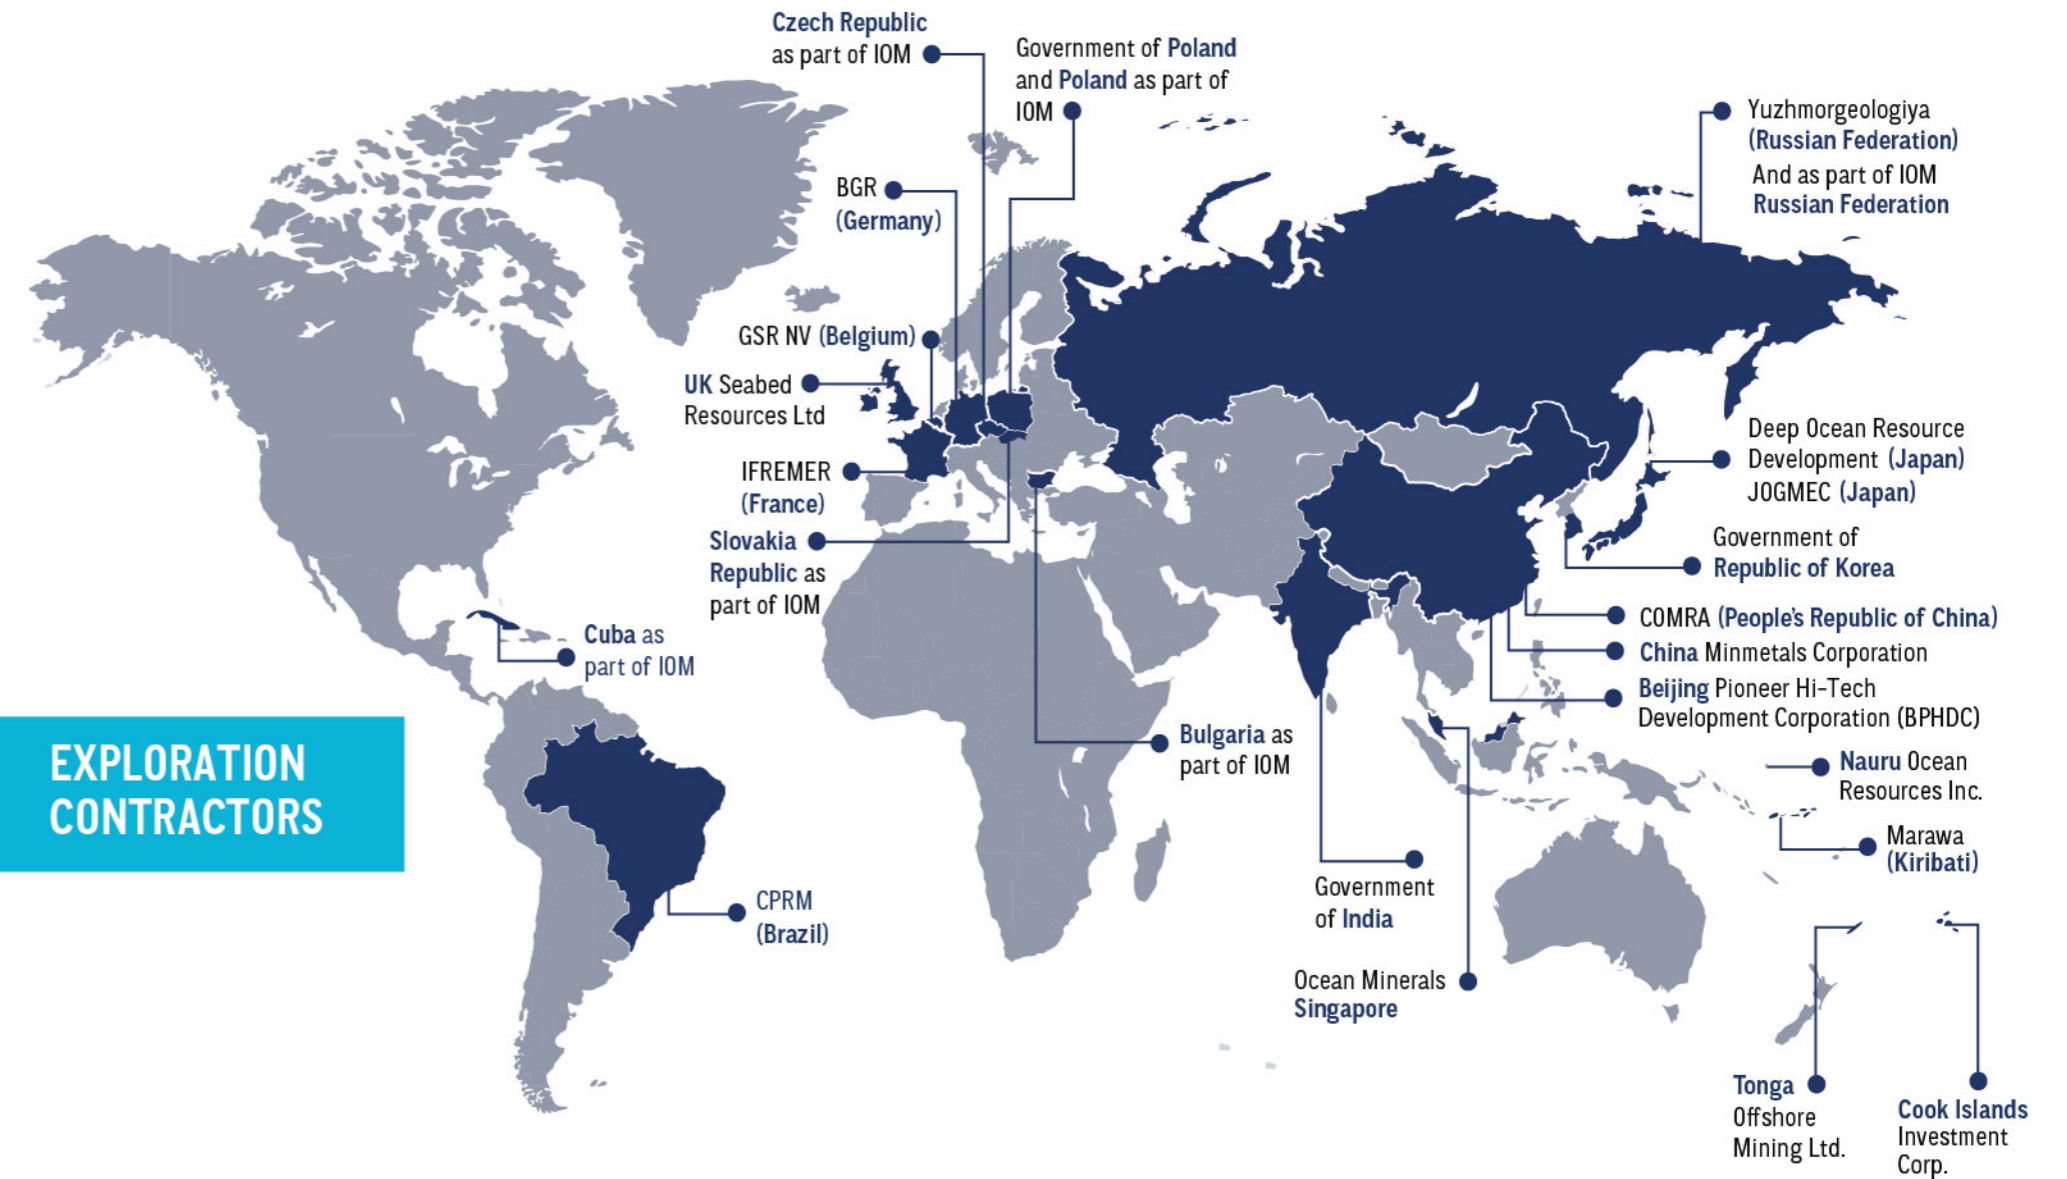 Czech Republic
as part of IOM
Government of Poland
and Poland as part of
IOM
Yuzhmorgeologiya
(Russian Federation)
And as part of IOM
Russian Federation
BGR
(Germany)
GSR NV (Belgium)
UK Seabed
Resources Ltd
IFREMER
(France)
Slovakia
Republic as
part of IOM
Deep Ocean Resource
Development (Japan)
JOGMEC (Japan)
Government of
Republic of Korea
COMRA (People's Republic of China)
China Minmetals Corporation
Beijing Pioneer Hi-Tech
Development Corporation (BPHDC)
Cuba as
part of IOM
Bulgaria as
part of IOM
Nauru Ocean
Resources Inc.
Marawa
(Kiribati)
EXPLORATION
CONTRACTORS
CPRM
(Brazil)
Government
of India
Ocean Minerals
Singapore
Tonga
Offshore
Mining Ltd.
Cook Islands
Investment
Corp.